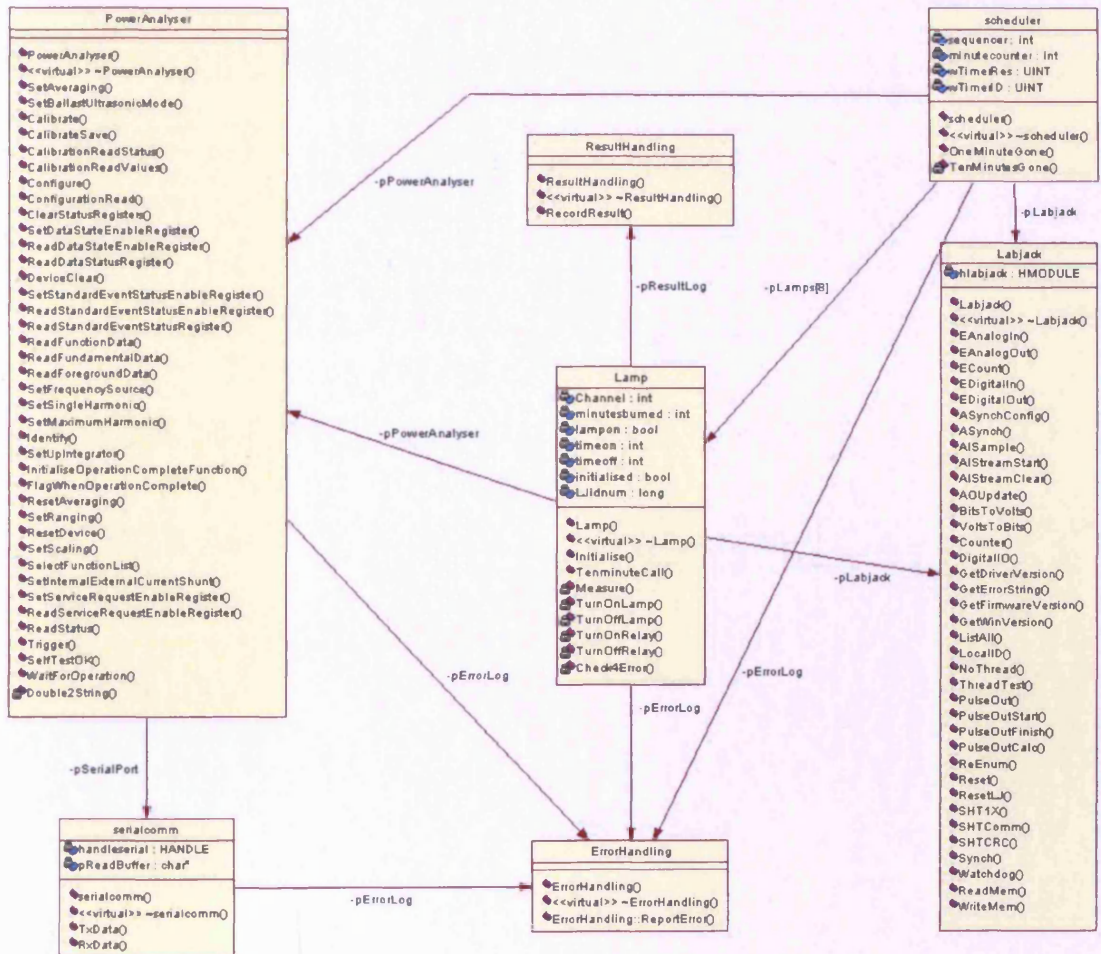 PowerAnalyser
PowerAnalyser()
<<virtual>> ~PowerAnalyser()
SetAveraging()
SetBallastUltrasonicMode()
Calibrate()
CalibrateSave()
CalibrationReadStatus()
CalibrationReadValues()
Configure()
ConfigurationRead()
ClearStatusRegisters()
SetDataStateEnableRegister()
ReadDataStateEnableRegister()
ReadDataStatusRegister()
DeviceClear()
SetStandardEventStatusEnableRegister()
ReadStandardEventStatusEnableRegister()
ReadStandardEventStatusRegister()
ReadFunctionData()
ReadFundamentalData()
ReadForegroundData()
SetFrequencySource()
SetSingleHarmonic()
SetMaximumHarmonic()
Identify()
SetUpIntegrator()
InitialiseOperationCompleteFunction()
FlagWhenOperationComplete()
ResetAveraging()
SetRanging()
ResetDevice()
SetScaling()
SelectFunctionList()
SetInternalExternalCurrentShunt()
SetServiceRequestEnableRegister()
ReadServiceRequestEnableRegister()
ReadStatus()
Trigger()
SelfTestOK()
WaitForOperation()
Double2String()
scheduler
sequencer : int
minutecounter : int
wTimerRes : UINT
wTimerID : UINT
scheduler()
<<virtual>> ~scheduler()
OneMinuteGone()
TenMinutesGone()
ResultHandling
ResultHandling()
<<virtual>> ~ResultHandling()
RecordResult()
-pPowerAnalyser
-pLabjack
-pResultLog
-pLamps[8]
Labjack
hlabjack : HMODULE
Labjack()
<<virtual>> ~Labjack()
EAnalogIn()
EAnalogOut()
ECount()
EDigitalIn()
EDigitalOut()
ASynchConfig()
ASynch()
AISample()
AIStreamStart()
AIStreamClear()
AOUpdate()
BitsToVolts()
VoltsToBits()
Counter()
DigitalIO()
GetDriverVersion()
GetErrorString()
GetFirmwareVersion()
GetWinVersion()
ListAll()
LocalID()
NoThread()
ThreadTest()
PulseOut()
PulseOutStart()
PulseOutFinish()
PulseOutCalc()
ReEnum()
Reset()
ResetLJ()
SHT1X()
SHTComm()
SHTCRC()
Synch()
Watchdog()
ReadMem()
WriteMem()
Lamp
Channel : int
minutesburned : int
lampon : bool
timeon : int
timeoff : int
initialised : bool
LJidnum : long
Lamp()
<<virtual>> ~Lamp()
Initialise()
TenminuteCall()
Measure()
TurnOnLamp()
TurnOffLamp()
TurnOnRelay()
TurnOffRelay()
Check4Error()
-pPowerAnalyser
-pLabjack
-pErrorLog
-pErrorLog
-pErrorLog
-pSerialPort
serialcomm
handleserial : HANDLE
pReadBuffer : char*
serialcomm()
<<virtual>> ~serialcomm()
TxData()
RxData()
-pErrorLog
ErrorHandling
ErrorHandling()
<<virtual>> ~ErrorHandling()
ErrorHandling::ReportError()